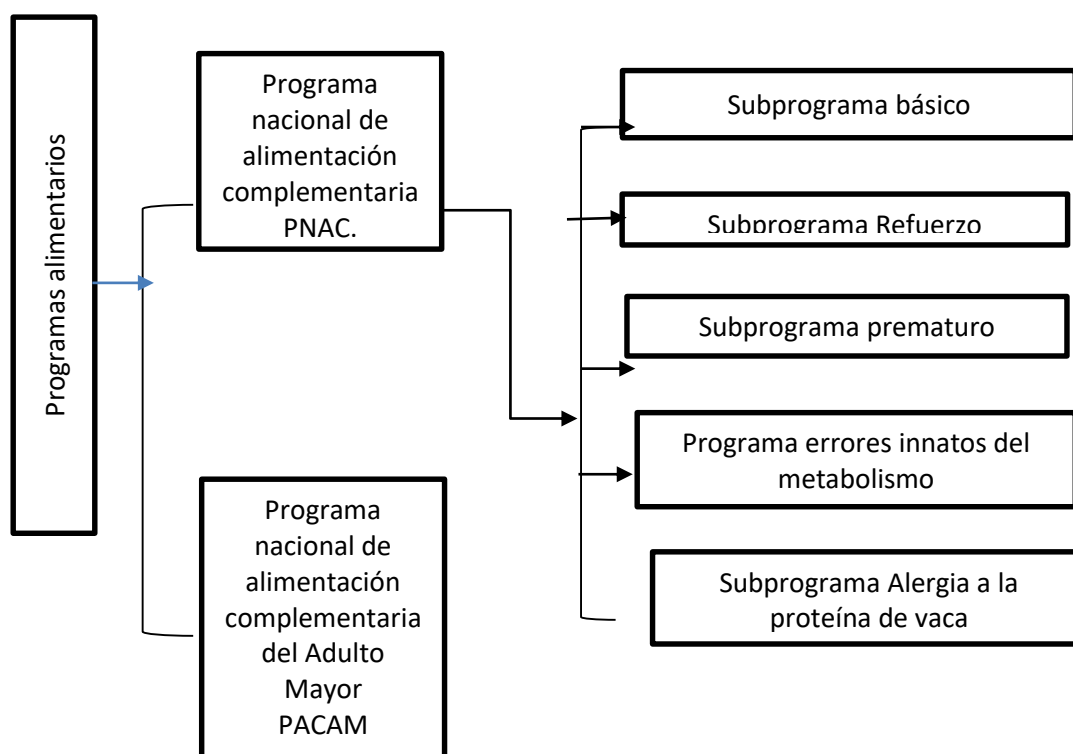 Programas alimentarios
Programa
nacional de
alimentación
complementaria
PNAC.
Programa
nacional de
alimentación
complementaria
del Adulto
Mayor
PACAM
Subprograma básico
Subprograma Refuerzo
Subprograma prematuro
Programa errores innatos del
metabolismo
Subprograma Alergia a la
proteína de vaca